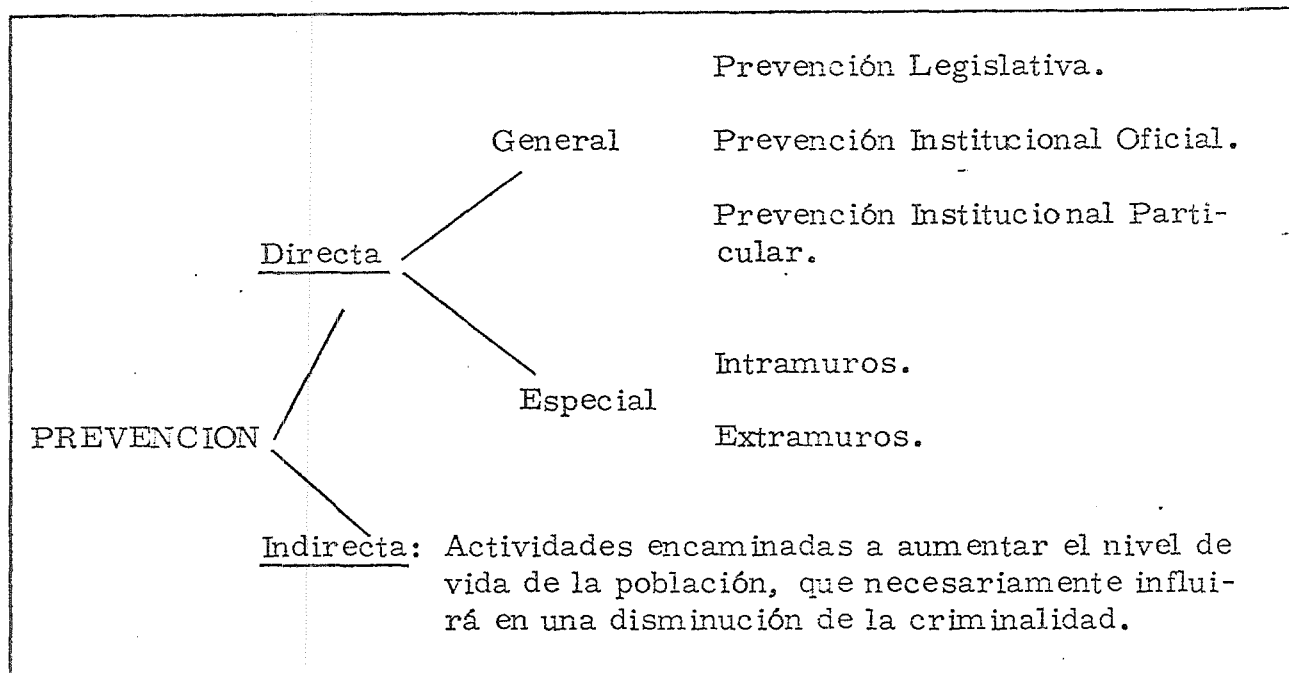 Prevención Legislativa.
General Prevención Institucional Oficial.
Prevención Institucional Parti-
cular.
Directa
Intramuros.
Especial
PREVENCION Extramuros.
Indirecta: Actividades encaminadas a aumentar el nivel de
vida de la población, que necesariamente influi-
rá en una disminución de la criminalidad.